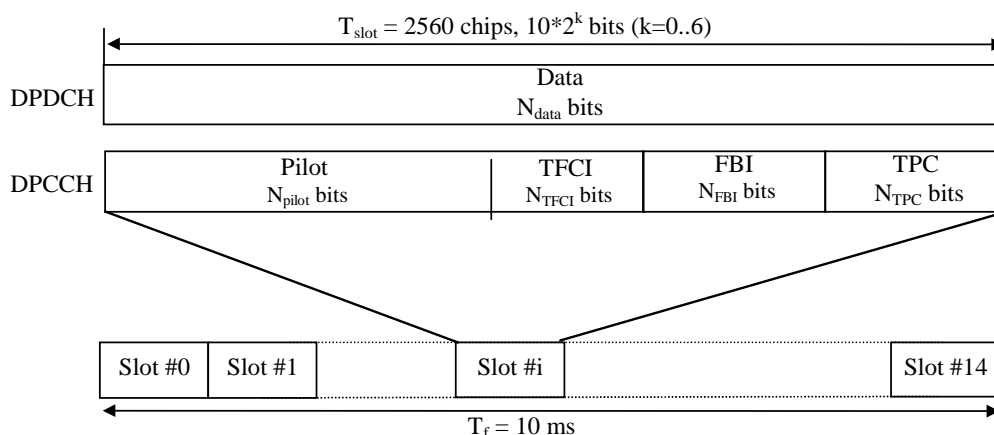 T_slot = 2560 chips, 10*2^k bits (k=0..6)
DPDCH
Data
N_data bits
DPCCH
Pilot
N_pilot bits
TFCI
N_TFCI bits
FBI
N_FBI bits
TPC
N_TPC bits
Slot #0
Slot #1
Slot #i
Slot #14
T_f = 10 ms